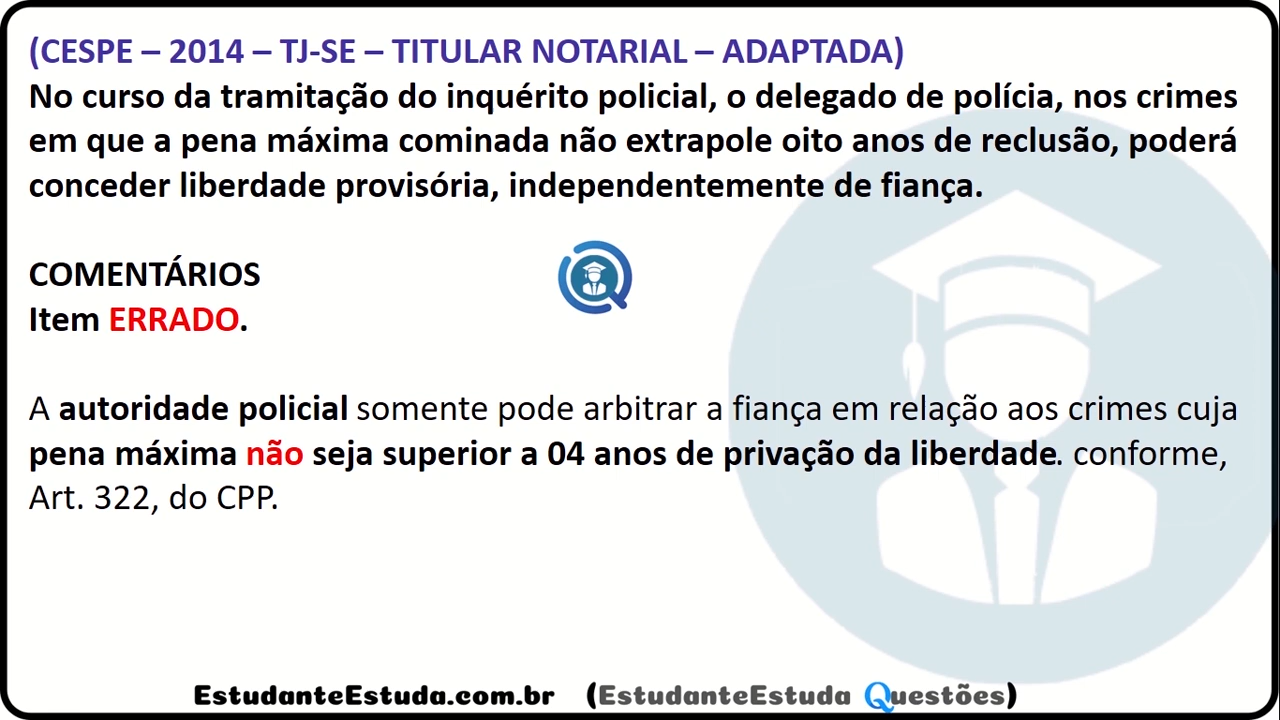 (CESPE – 2014 – TJ-SE – TITULAR NOTARIAL – ADAPTADA)
No curso da tramitação do inquérito policial, o delegado de polícia, nos crimes
em que a pena máxima cominada não extrapole oito anos de reclusão, poderá
conceder liberdade provisória, independentemente de fiança.
COMENTÁRIOS
Item ERRADO.
A autoridade policial somente pode arbitrar a fiança em relação aos crimes cuja
pena máxima não seja superior a 04 anos de privação da liberdade. conforme,
Art. 322, do CPP.
EstudanteEstuda.com.br (EstudanteEstuda Questões)